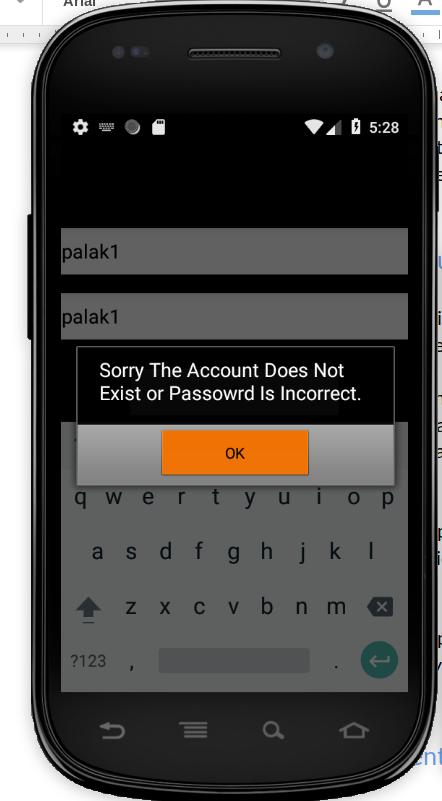 Arial
5:28
palak1
palak1
Sorry The Account Does Not
Exist or Passowrd Is Incorrect.
OK
q w e r t y u i o p
a s d f g h j k l
z x c v b n m
?123 , .